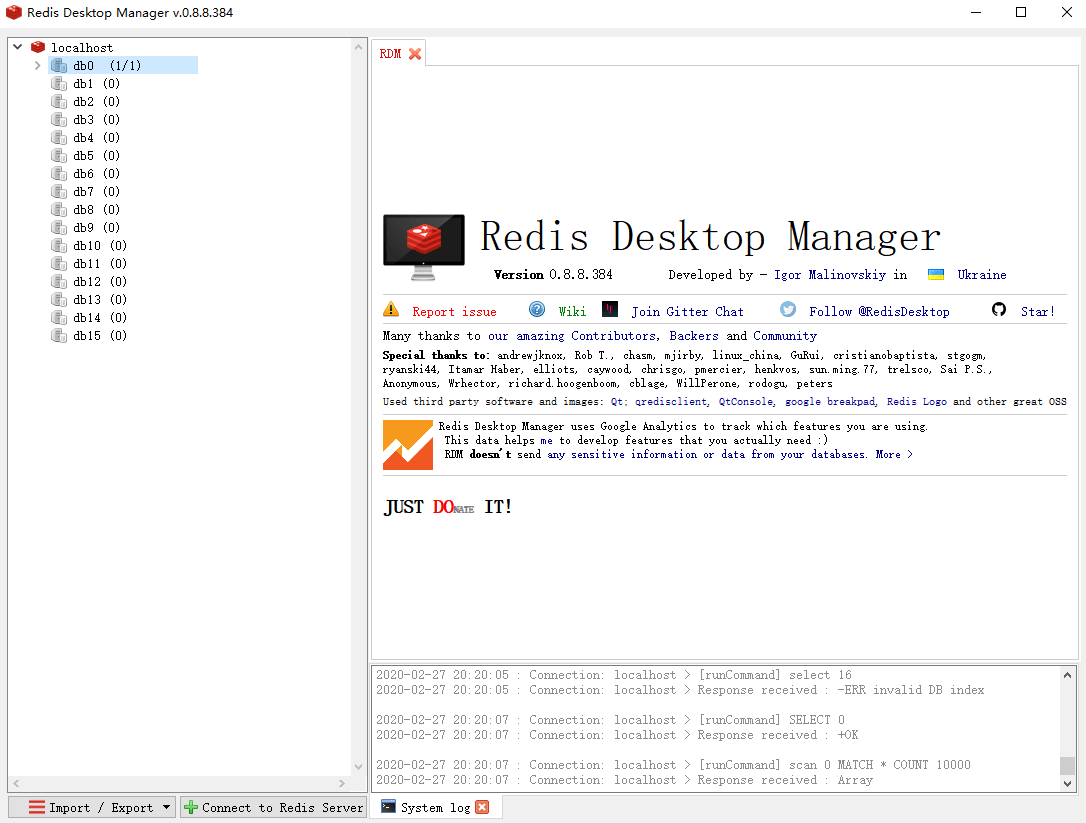 Redis Desktop Manager v.0.8.8.384
localhost
db0 (1/1)
db1 (0)
db2 (0)
db3 (0)
db4 (0)
db5 (0)
db6 (0)
db7 (0)
db8 (0)
db9 (0)
db10 (0)
db11 (0)
db12 (0)
db13 (0)
db14 (0)
db15 (0)
Import / Export
Connect to Redis Server
RDM
Redis Desktop Manager
Version 0.8.8.384 Developed by - Igor Malinovskiy in Ukraine
Report issue Wiki Join Gitter Chat Follow @RedisDesktop Star!
Many thanks to our amazing Contributors, Backers and Community
Special thanks to: andrewjknox, Rob T., chasm, mjirby, linux_china, GuRui, cristianobaptista, stgogm,
ryanski44, Itamar Haber, elliots, caywood, chrisgo, pmercier, henkvos, sun.ming.77, trelsco, Sai P.S.,
Anonymous, Wrhector, richard.hoogenboom, cblage, WillPerone, rodogu, peters
Used third party software and images: Qt, qredisclient, QtConsole, google breakpad, Redis Logo and other great OSS
Redis Desktop Manager uses Google Analytics to track which features you are using.
This data helps me to develop features that you actually need :)
RDM doesn't send any sensitive information or data from your databases. More >
JUST DONATE IT!
2020-02-27 20:20:05 : Connection: localhost > [runCommand] select 16
2020-02-27 20:20:05 : Connection: localhost > Response received : -ERR invalid DB index
2020-02-27 20:20:07 : Connection: localhost > [runCommand] SELECT 0
2020-02-27 20:20:07 : Connection: localhost > Response received : +OK
2020-02-27 20:20:07 : Connection: localhost > [runCommand] scan 0 MATCH * COUNT 10000
2020-02-27 20:20:07 : Connection: localhost > Response received : Array
System log